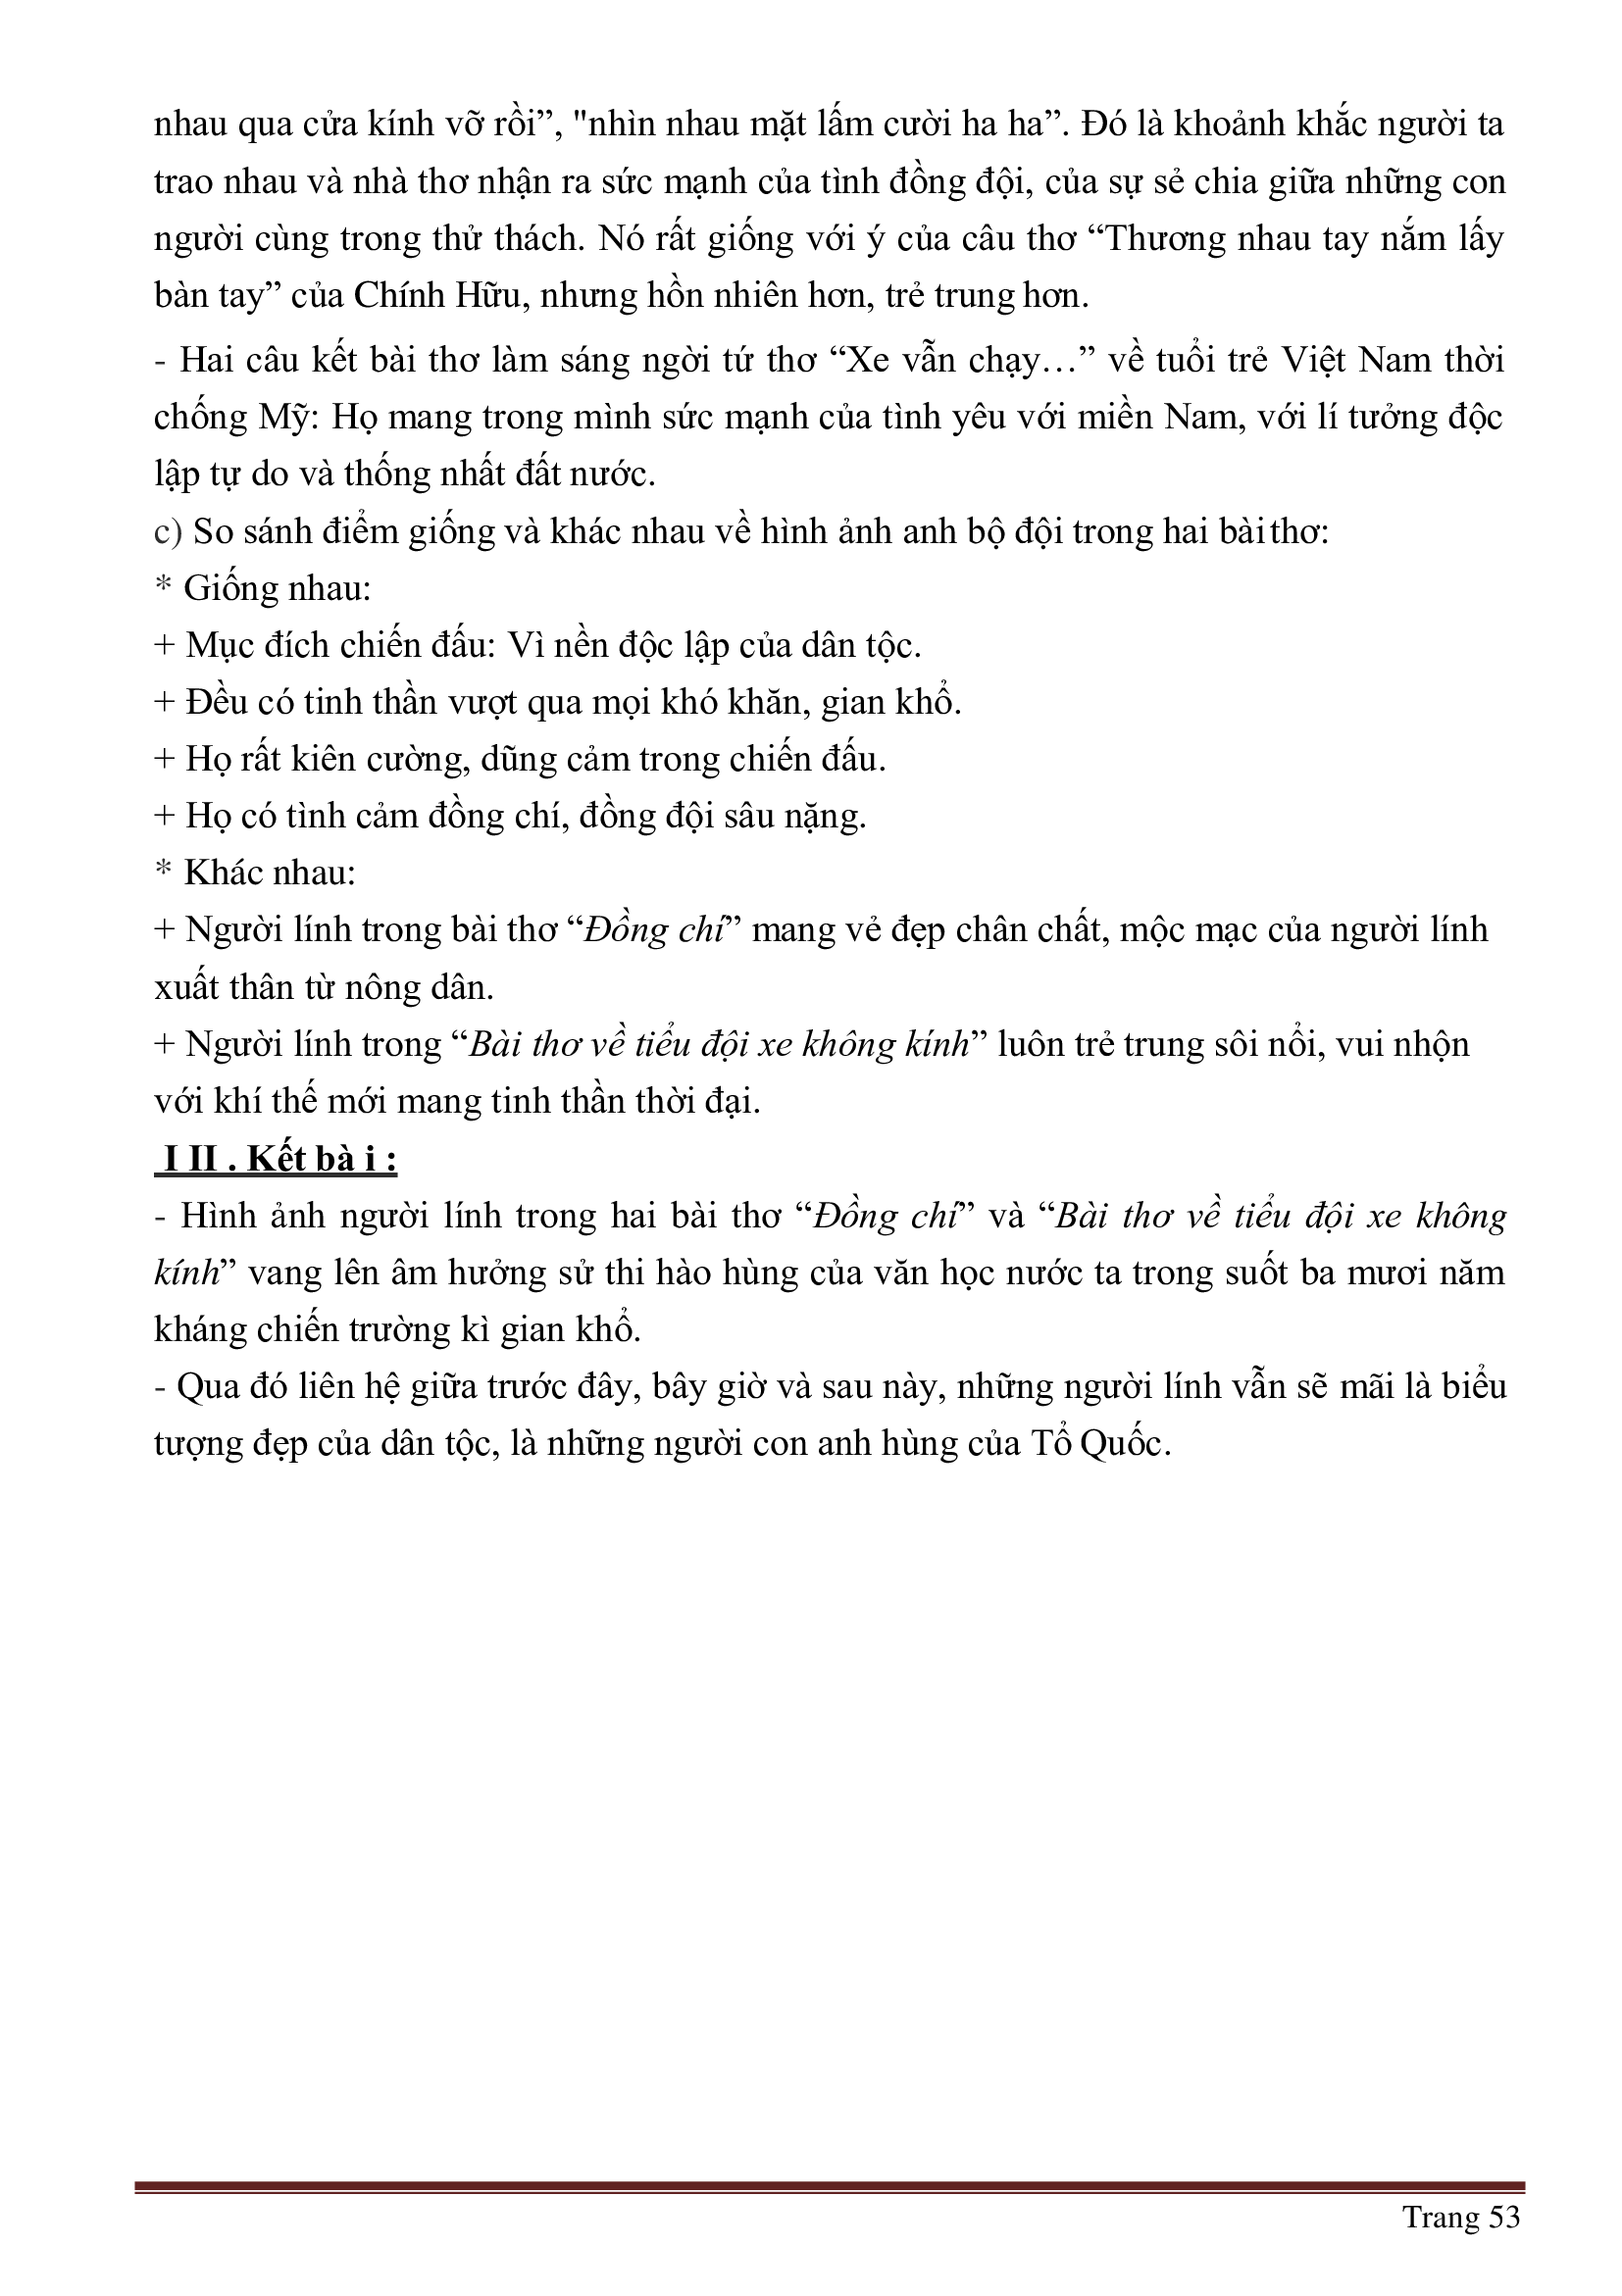 nhau qua cửa kính vỡ rồi”, "nhìn nhau mặt lấm cười ha ha”. Đó là khoảnh khắc người ta
trao nhau và nhà thơ nhận ra sức mạnh của tình đồng đội, của sự sẻ chia giữa những con
người cùng trong thử thách. Nó rất giống với ý của câu thơ “Thương nhau tay nắm lấy
bàn tay” của Chính Hữu, nhưng hồn nhiên hơn, trẻ trung hơn.
- Hai câu kết bài thơ làm sáng ngời tứ thơ “Xe vẫn chạy…” về tuổi trẻ Việt Nam thời
chống Mỹ: Họ mang trong mình sức mạnh của tình yêu với miền Nam, với lí tưởng độc
lập tự do và thống nhất đất nước.
c) So sánh điểm giống và khác nhau về hình ảnh anh bộ đội trong hai bài thơ:
* Giống nhau:
+ Mục đích chiến đấu: Vì nền độc lập của dân tộc.
+ Đều có tinh thần vượt qua mọi khó khăn, gian khổ.
+ Họ rất kiên cường, dũng cảm trong chiến đấu.
+ Họ có tình cảm đồng chí, đồng đội sâu nặng.
* Khác nhau:
+ Người lính trong bài thơ “Đồng chí” mang vẻ đẹp chân chất, mộc mạc của người lính
xuất thân từ nông dân.
+ Người lính trong “Bài thơ về tiểu đội xe không kính” luôn trẻ trung sôi nổi, vui nhộn
với khí thế mới mang tinh thần thời đại.
I II . Kết bà i :
- Hình ảnh người lính trong hai bài thơ “Đồng chí” và “Bài thơ về tiểu đội xe không
kính” vang lên âm hưởng sử thi hào hùng của văn học nước ta trong suốt ba mươi năm
kháng chiến trường kì gian khổ.
- Qua đó liên hệ giữa trước đây, bây giờ và sau này, những người lính vẫn sẽ mãi là biểu
tượng đẹp của dân tộc, là những người con anh hùng của Tổ Quốc.
Trang 53